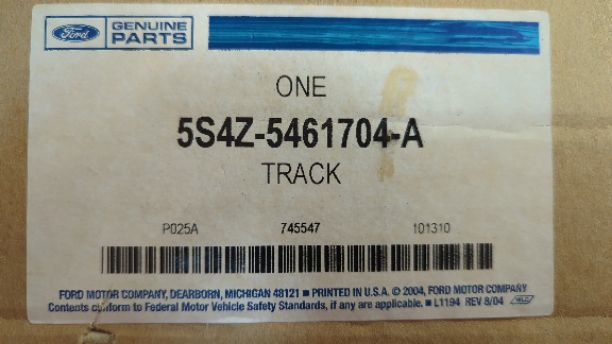 Ford
GENUINE
PARTS
ONE
5S4Z-5461704-A
TRACK
P025A 745547 101310
FORD MOTOR COMPANY, DEARBORN, MICHIGAN 48121 ■ PRINTED IN U.S.A. © 2004, FORD MOTOR COMPANY
Contents conform to Federal Motor Vehicle Safety Standards, if any are applicable. ■ L1194 REV 8/04